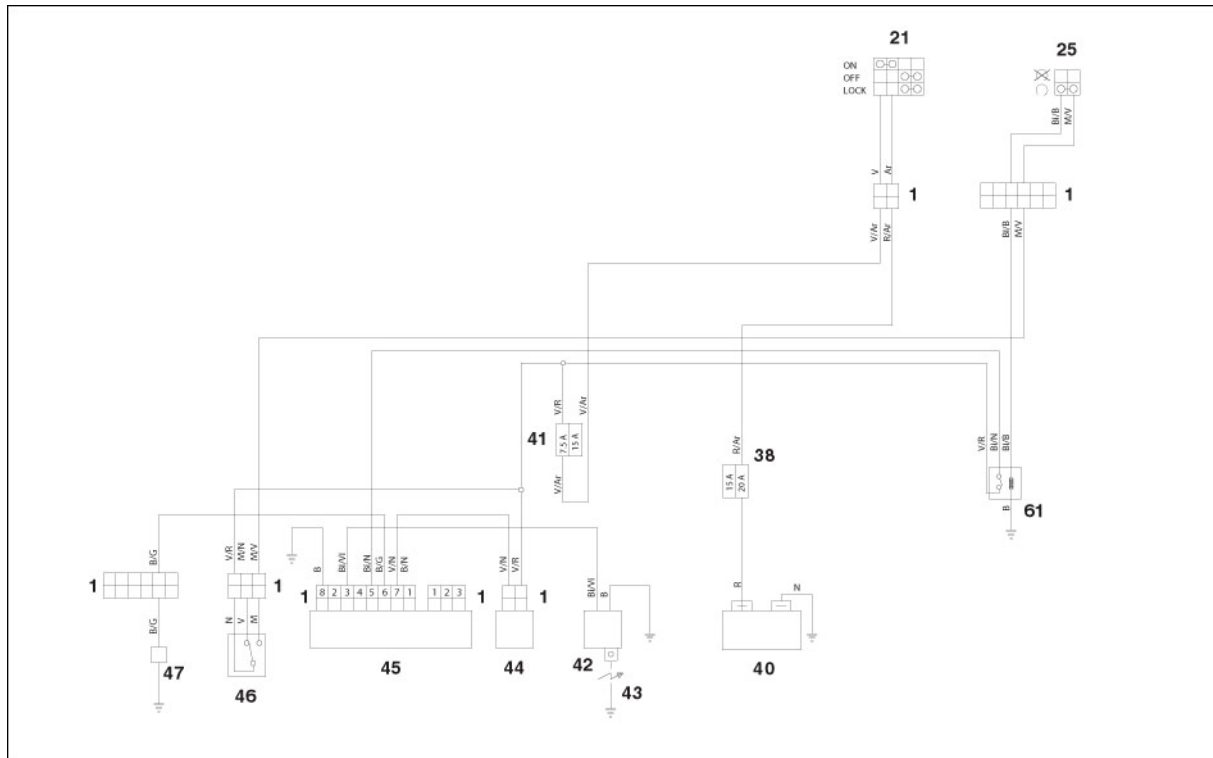 21
25
ON
OFF
LOCK
Bl/B
M/V
V
Ar
1
1
V/Ar
R/Ar
Bl/B
M/V
V/R
V/Ar
41
7.5 A
15 A
V/Ar
R/Ar
38
15 A
20 A
V/R
Bl/N
Bl/B
61
B
B/G
V/R
M/N
M/V
B
Bl/VI
Bl/N
B/G
V/N
B/N
V/N
V/R
1
1
1
8 2 3 4 5 6 7 1
1 2 3
1
1
Bl/VI
B
R
N
B/G
N
V
M
47
46
45
44
42
43
40